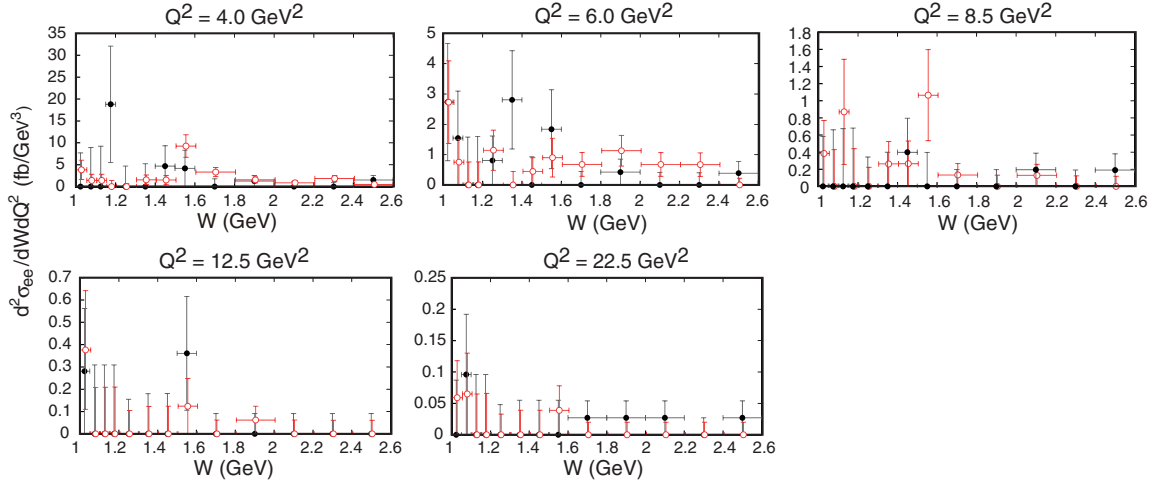 Q² = 4.0 GeV²
Q² = 6.0 GeV²
Q² = 8.5 GeV²
d²σee/dWdQ² (fb/GeV³)
35
30
25
20
15
10
5
0
1 1.2 1.4 1.6 1.8 2 2.2 2.4 2.6
W (GeV)
6
5
4
3
2
1
0
1 1.2 1.4 1.6 1.8 2 2.2 2.4 2.6
W (GeV)
1.8
1.6
1.4
1.2
1
0.8
0.6
0.4
0.2
0
1 1.2 1.4 1.6 1.8 2 2.2 2.4 2.6
W (GeV)
Q² = 12.5 GeV²
Q² = 22.5 GeV²
0.7
0.6
0.5
0.4
0.3
0.2
0.1
0
1 1.2 1.4 1.6 1.8 2 2.2 2.4 2.6
W (GeV)
0.25
0.2
0.15
0.1
0.05
0
1 1.2 1.4 1.6 1.8 2 2.2 2.4 2.6
W (GeV)